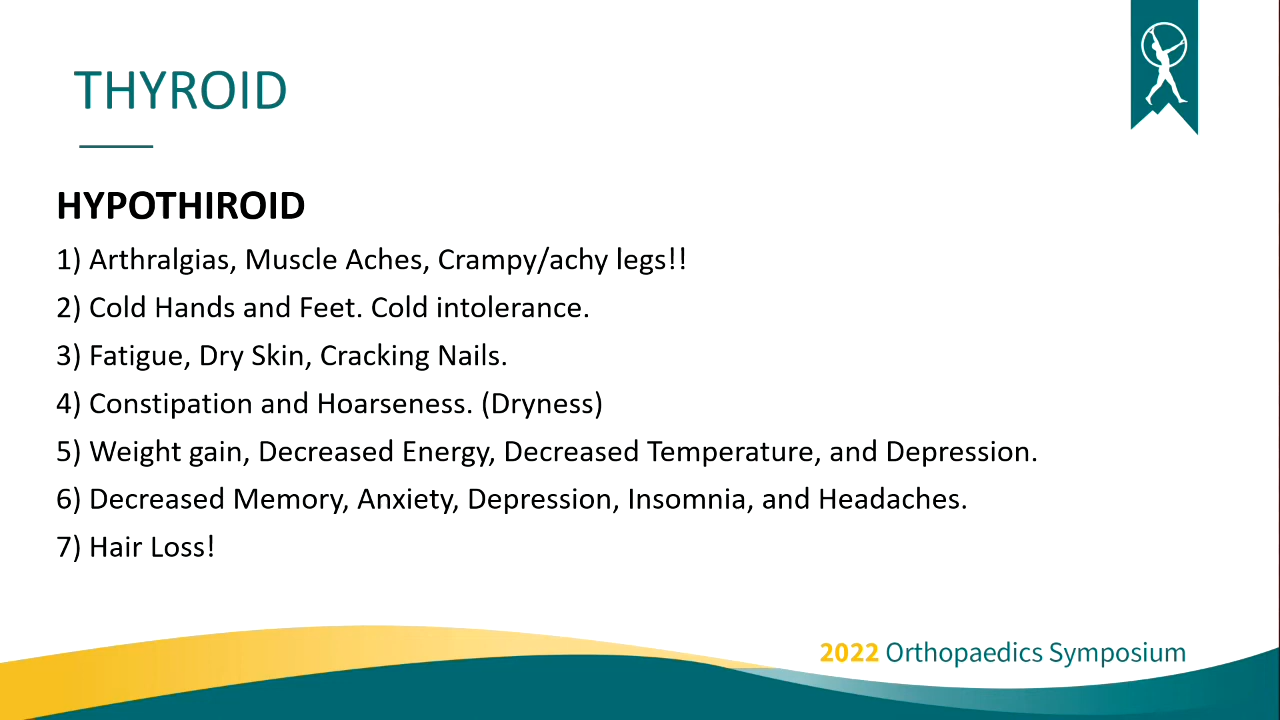 THYROID
HYPOTHIROID
1) Arthralgias, Muscle Aches, Crampy/achy legs!!
2) Cold Hands and Feet. Cold intolerance.
3) Fatigue, Dry Skin, Cracking Nails.
4) Constipation and Hoarseness. (Dryness)
5) Weight gain, Decreased Energy, Decreased Temperature, and Depression.
6) Decreased Memory, Anxiety, Depression, Insomnia, and Headaches.
7) Hair Loss!
2022 Orthopaedics Symposium